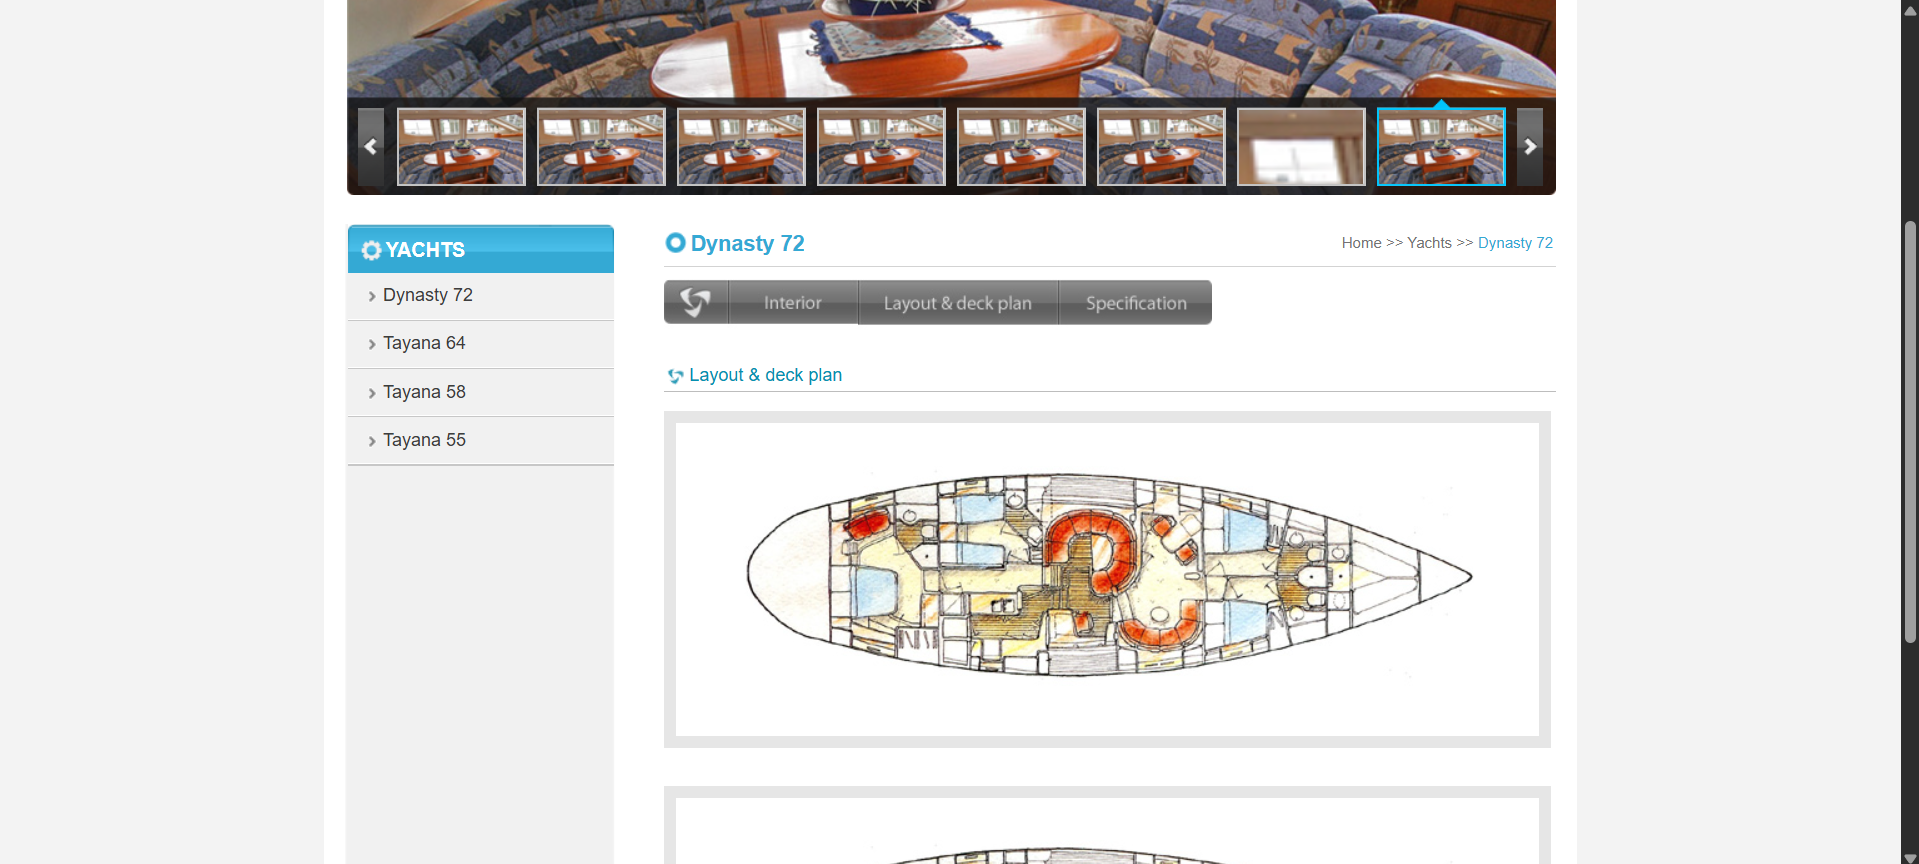 YACHTS
Dynasty 72
Tayana 64
Tayana 58
Tayana 55
Dynasty 72
Home >> Yachts >> Dynasty 72
Interior
Layout & deck plan
Specification
Layout & deck plan